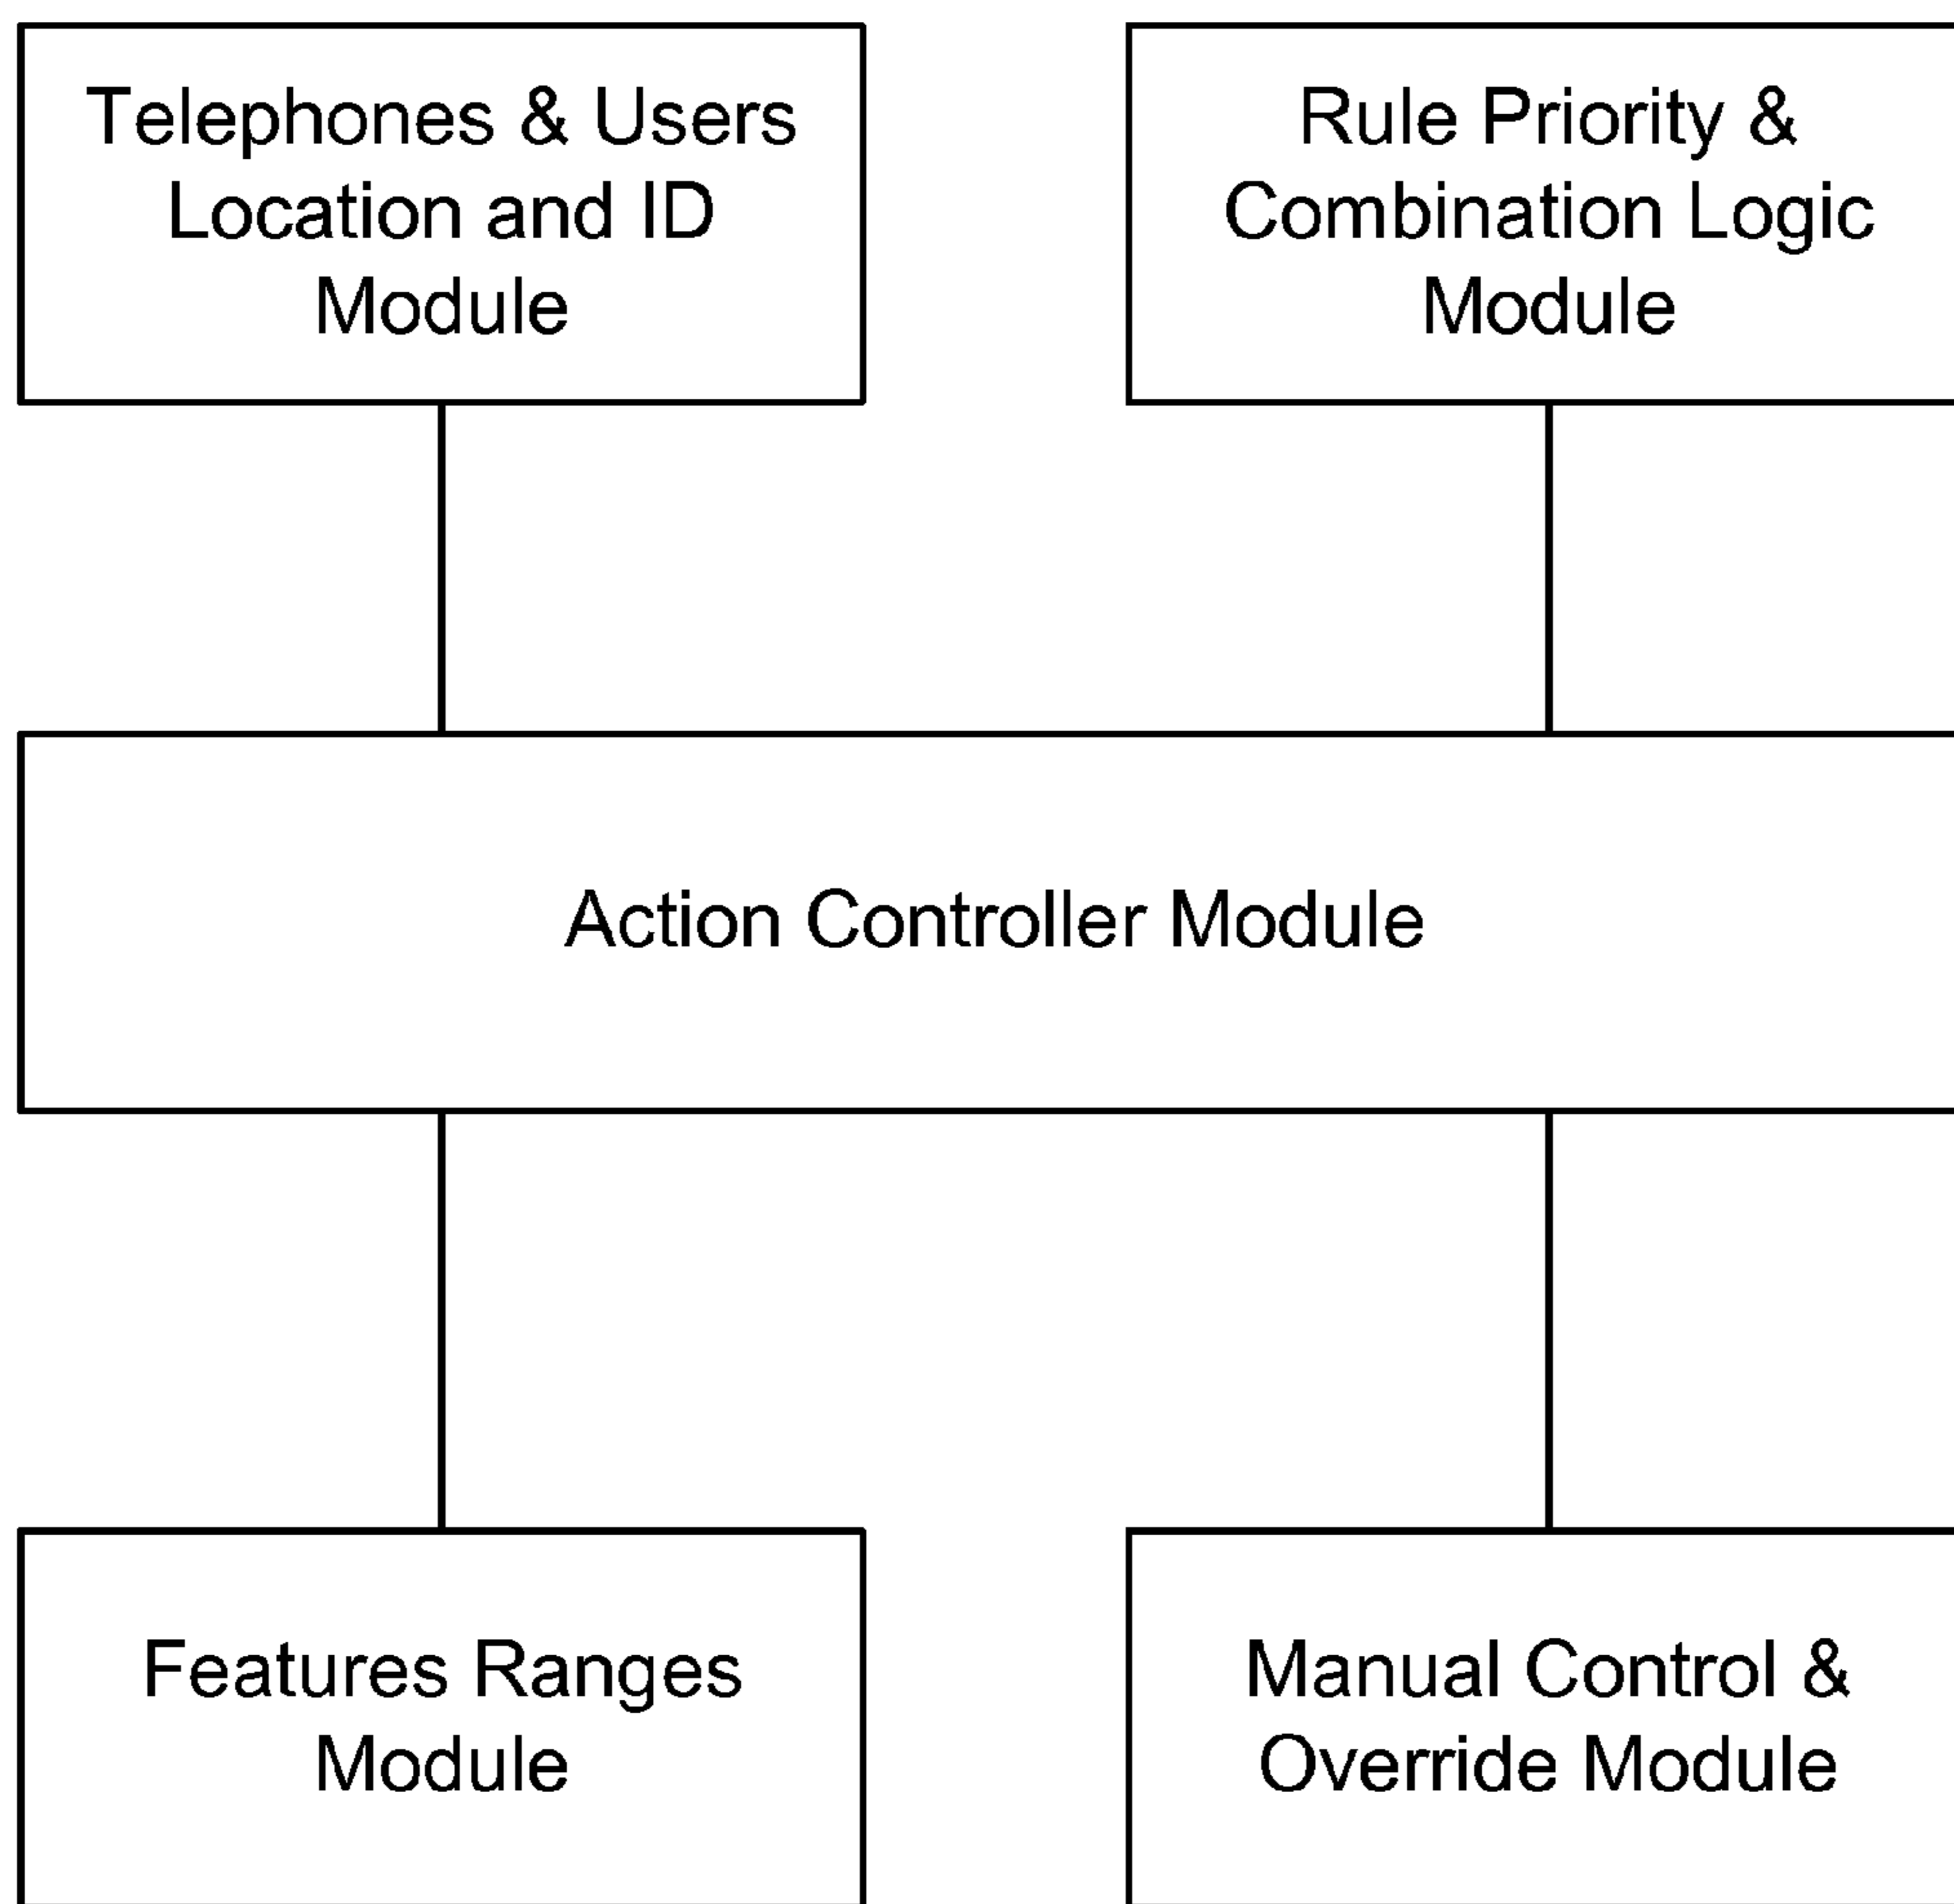 Telephones & Users
Location and ID
Module
Rule Priority &
Combination Logic
Module
Action Controller Module
Features Ranges
Module
Manual Control &
Override Module